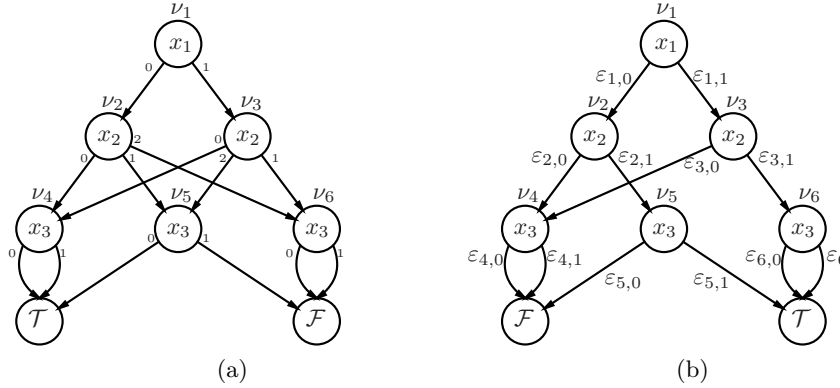 ν₁ ν₁
x₁ x₁
0 1 ε₁,₀ ε₁,₁
ν₂ ν₃ ν₂ ν₃
x₂ x₂ x₂ x₂
0 1 2 0 2 1 ε₂,₀ ε₂,₁ ε₃,₀ ε₃,₁
ν₄ ν₅ ν₆ ν₄ ν₅ ν₆
x₃ x₃ x₃ x₃ x₃ x₃
0 1 0 1 0 1 ε₄,₀ ε₄,₁ ε₅,₀ ε₅,₁ ε₆,₀
𝒯 ℱ ℱ 𝒯
(a) (b)